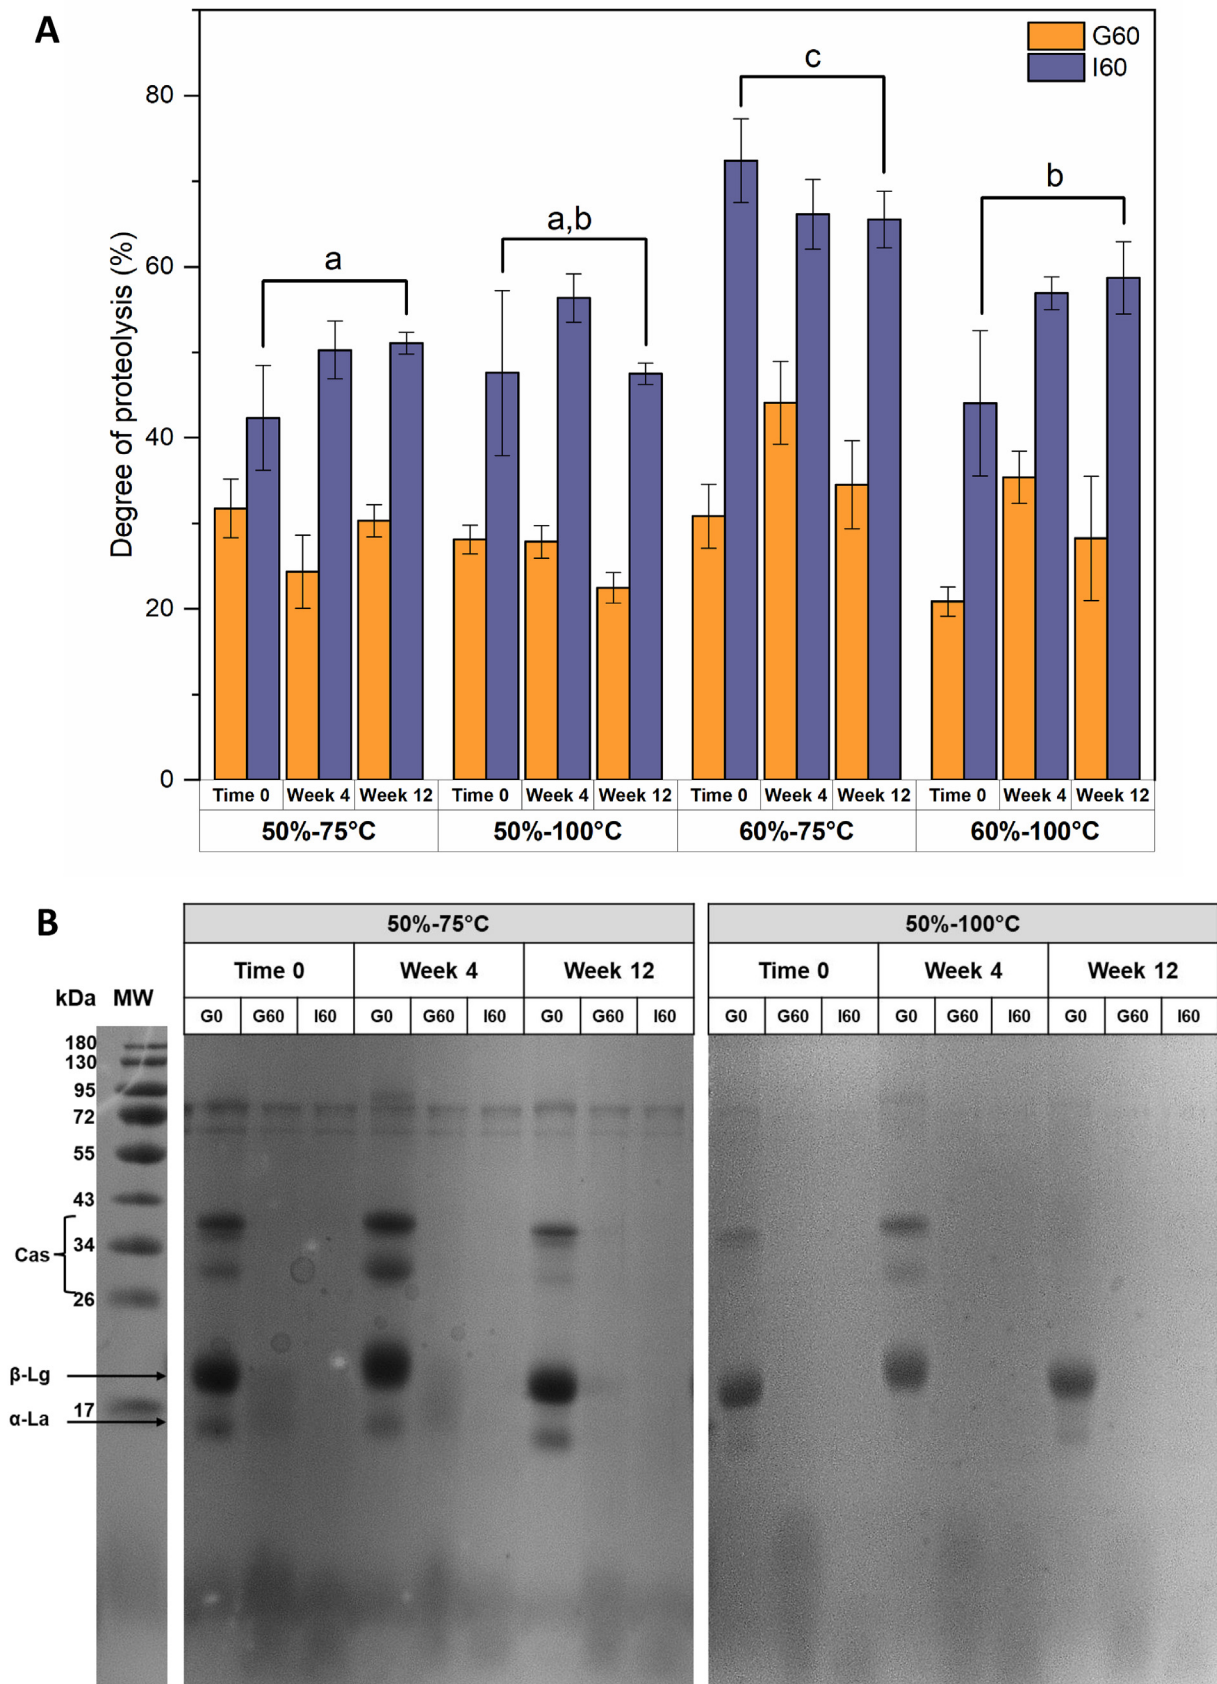 A
G60
I60
c
80
b
a,b
a
60
40
20
0
Degree of proteolysis (%)
Time 0 Week 4 Week 12 Time 0 Week 4 Week 12 Time 0 Week 4 Week 12 Time 0 Week 4 Week 12
50%-75°C 50%-100°C 60%-75°C 60%-100°C
B
50%-75°C 50%-100°C
Time 0 Week 4 Week 12 Time 0 Week 4 Week 12
kDa MW
G0 G60 I60 G0 G60 I60 G0 G60 I60 G0 G60 I60 G0 G60 I60 G0 G60 I60
180
130
95
72
55
43
34
Cas
26
β-Lg
17
α-La